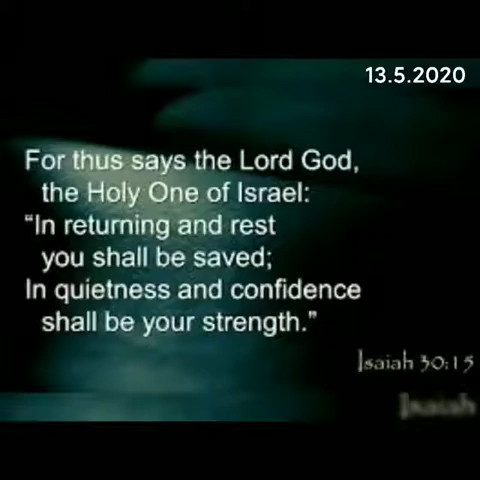 13.5.2020
For thus says the Lord God,
the Holy One of Israel:
“In returning and rest
you shall be saved;
In quietness and confidence
shall be your strength.”
Isaiah 30:15
Isaiah